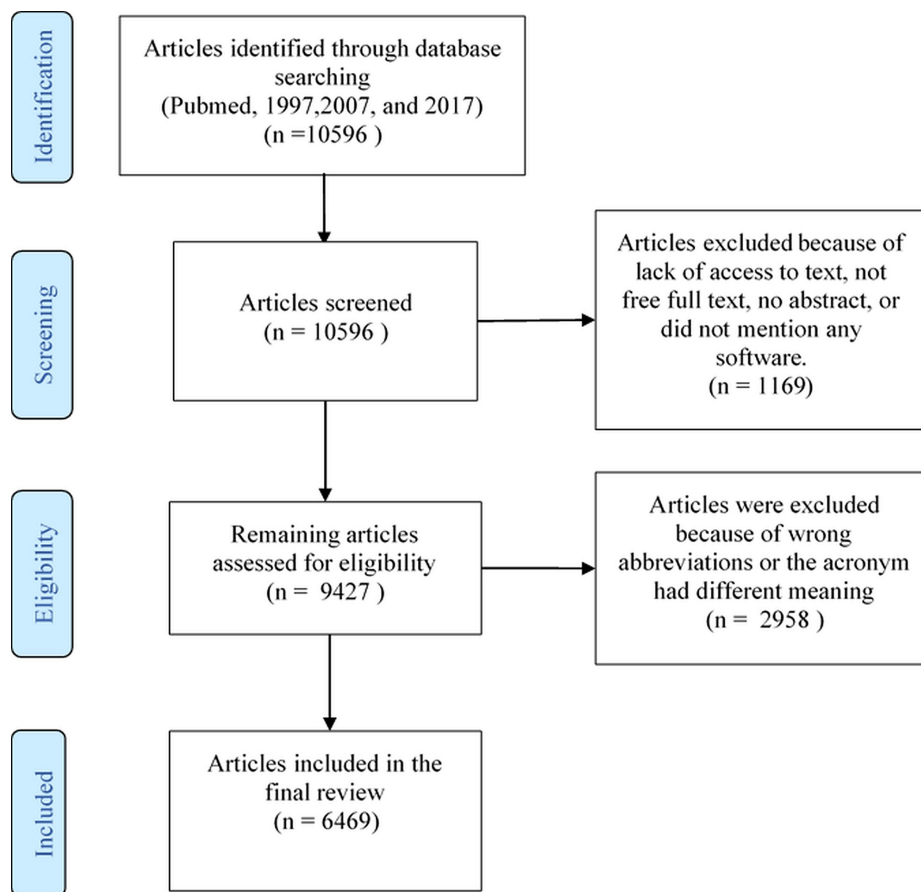 Identification
Articles identified through database
searching
(Pubmed, 1997,2007, and 2017)
(n =10596 )
Screening
Articles screened
(n = 10596 )
Articles excluded because of
lack of access to text, not
free full text, no abstract, or
did not mention any
software.
(n = 1169)
Eligibility
Remaining articles
assessed for eligibility
(n =  9427 )
Articles were excluded
because of wrong
abbreviations or the acronym
had different meaning
(n =  2958 )
Included
Articles included in the
final review
(n = 6469)